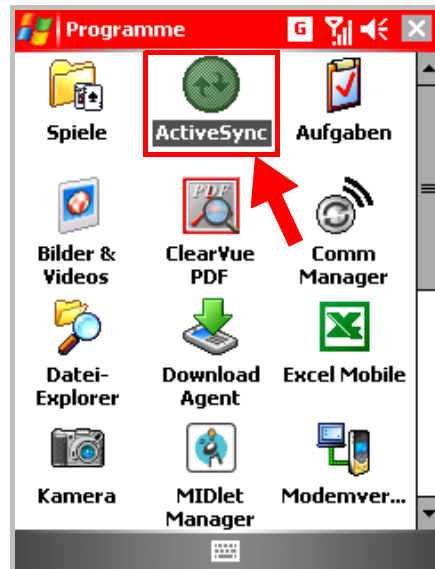 Programme
G
Spiele
ActiveSync
Aufgaben
PDF
Bilder &
Videos
ClearVue
PDF
Comm
Manager
Datei-
Explorer
Download
Agent
Excel Mobile
Kamera
MIDlet
Manager
Modemver...